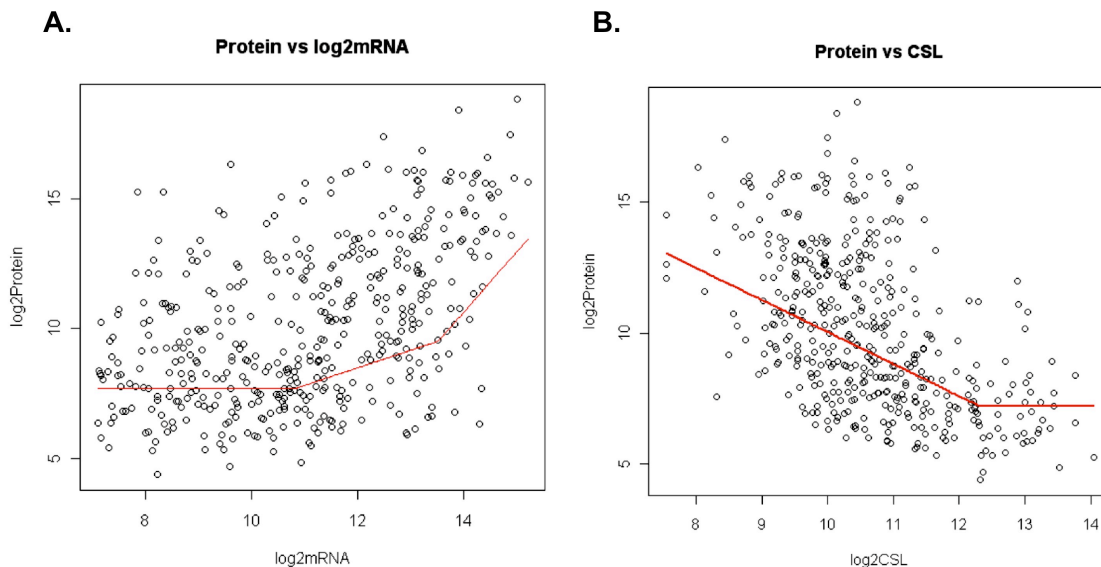 A.
Protein vs log2mRNA
log2Protein
15
10
5
8
10
12
14
log2mRNA
B.
Protein vs CSL
log2Protein
15
10
5
8
9
10
11
12
13
14
log2CSL